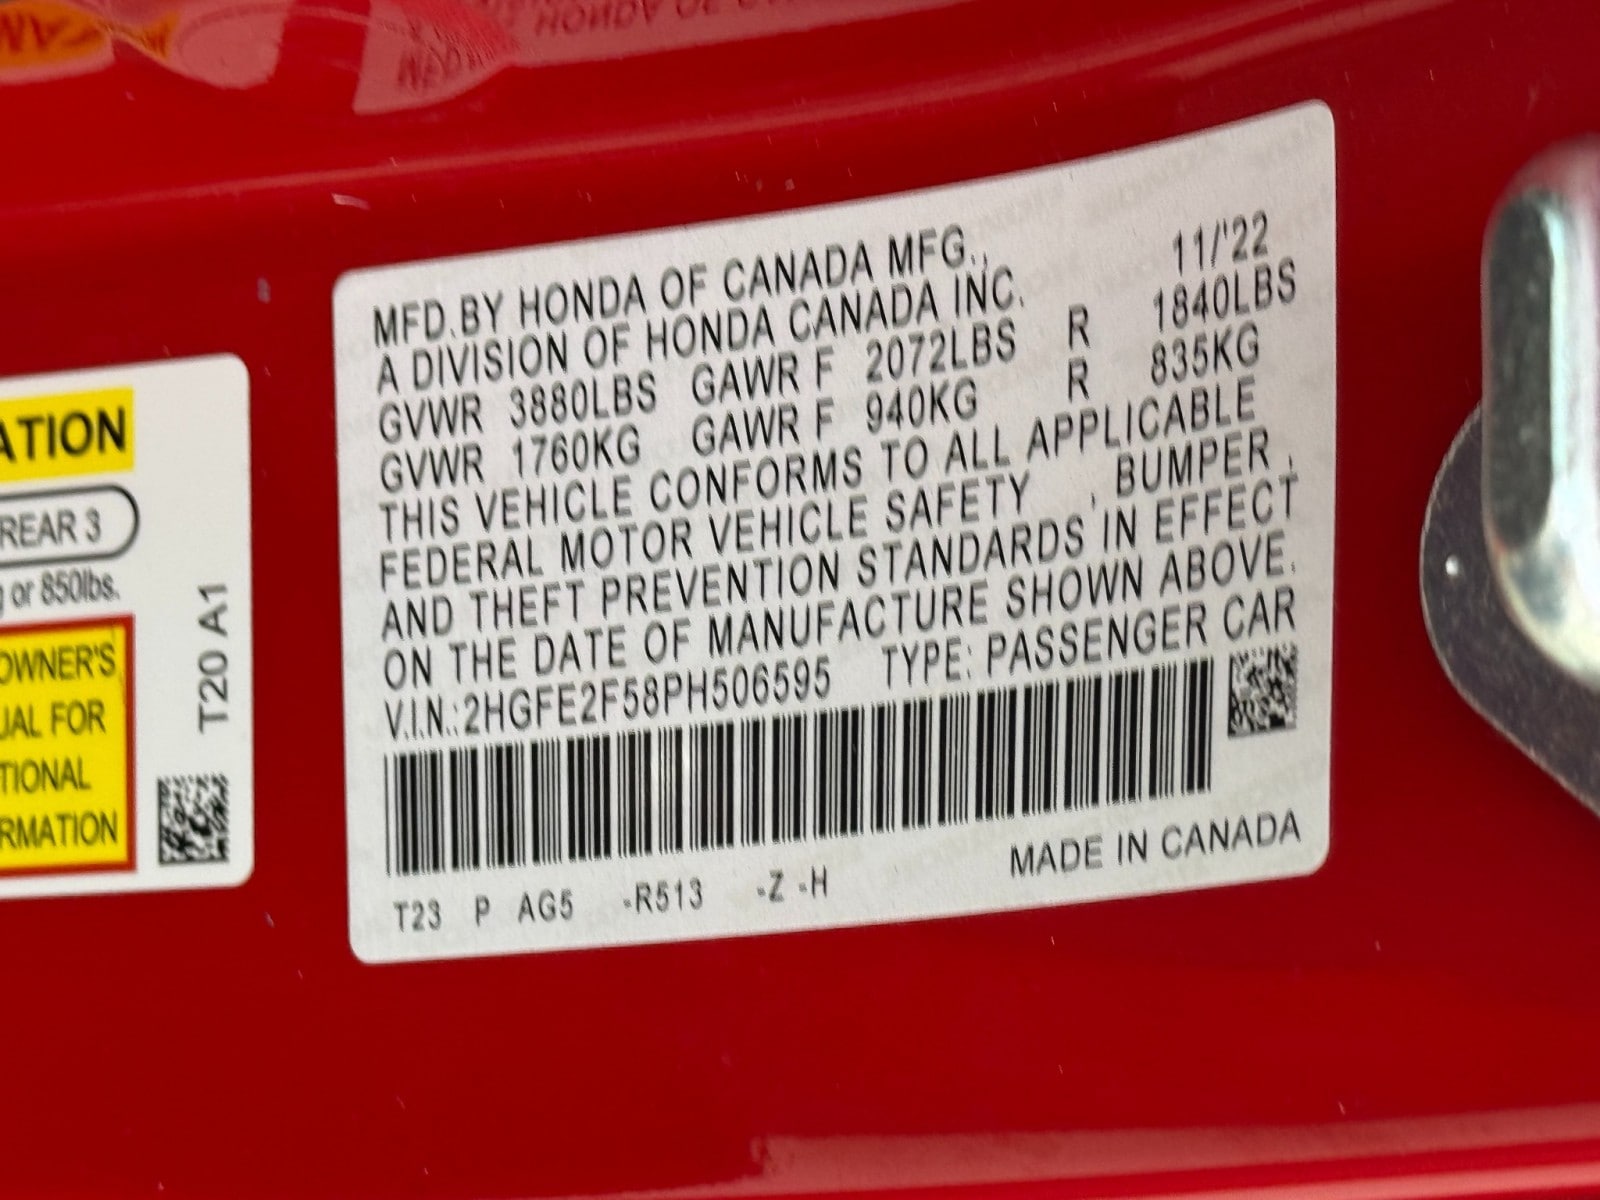 MFD.BY HONDA OF CANADA MFG., 11/'22
A DIVISION OF HONDA CANADA INC.
GVWR 3880LBS GAWR F 2072LBS R 1840LBS
GVWR 1760KG GAWR F 940KG R 835KG
THIS VEHICLE CONFORMS TO ALL APPLICABLE
FEDERAL MOTOR VEHICLE SAFETY , BUMPER,
AND THEFT PREVENTION STANDARDS IN EFFECT
ON THE DATE OF MANUFACTURE SHOWN ABOVE.
V.I.N.:2HGFE2F58PH506595 TYPE: PASSENGER CAR
T23 P AG5 -R513 -Z -H MADE IN CANADA
ATION
REAR 3
g or 850lbs.
OWNER'S
UAL FOR
TIONAL
RMATION
T20 A1